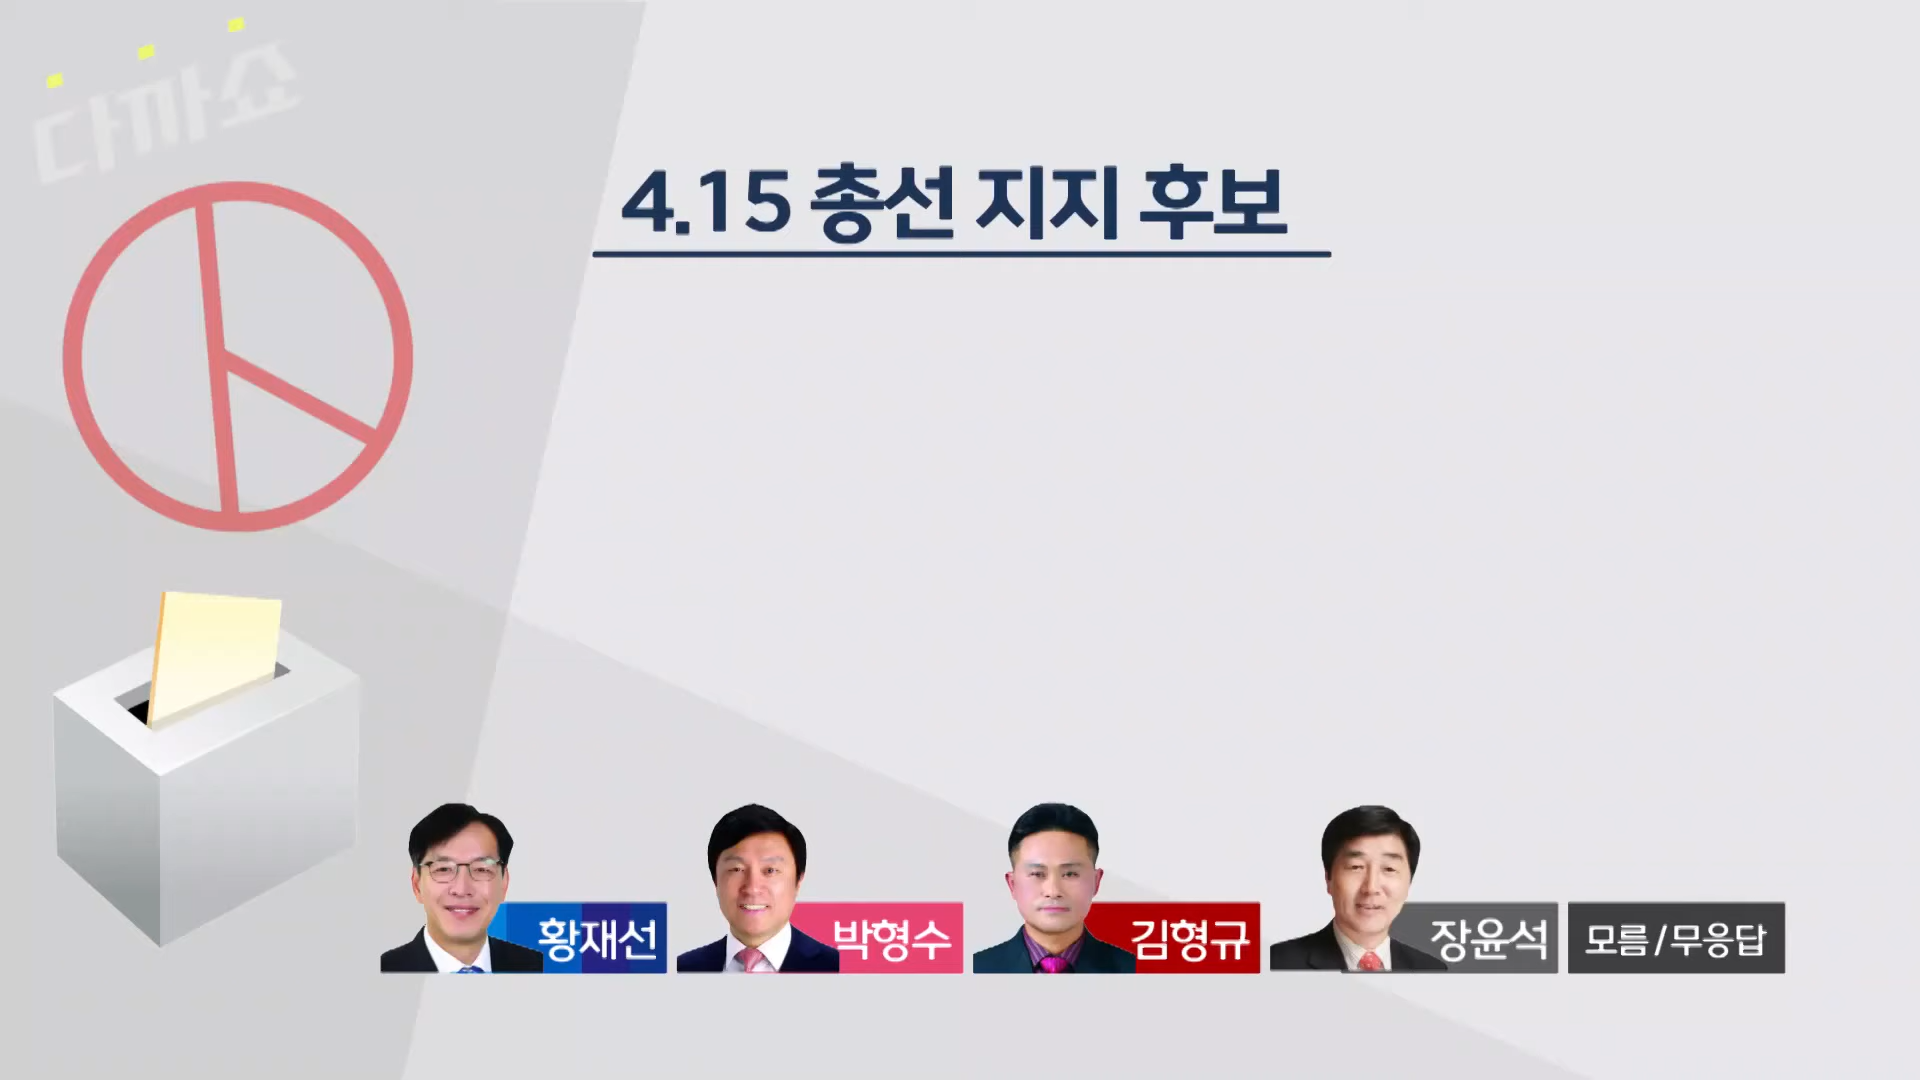 다까쇼
4.15 총선 지지 후보
황재선
박형수
김형규
장윤석
모름/무응답